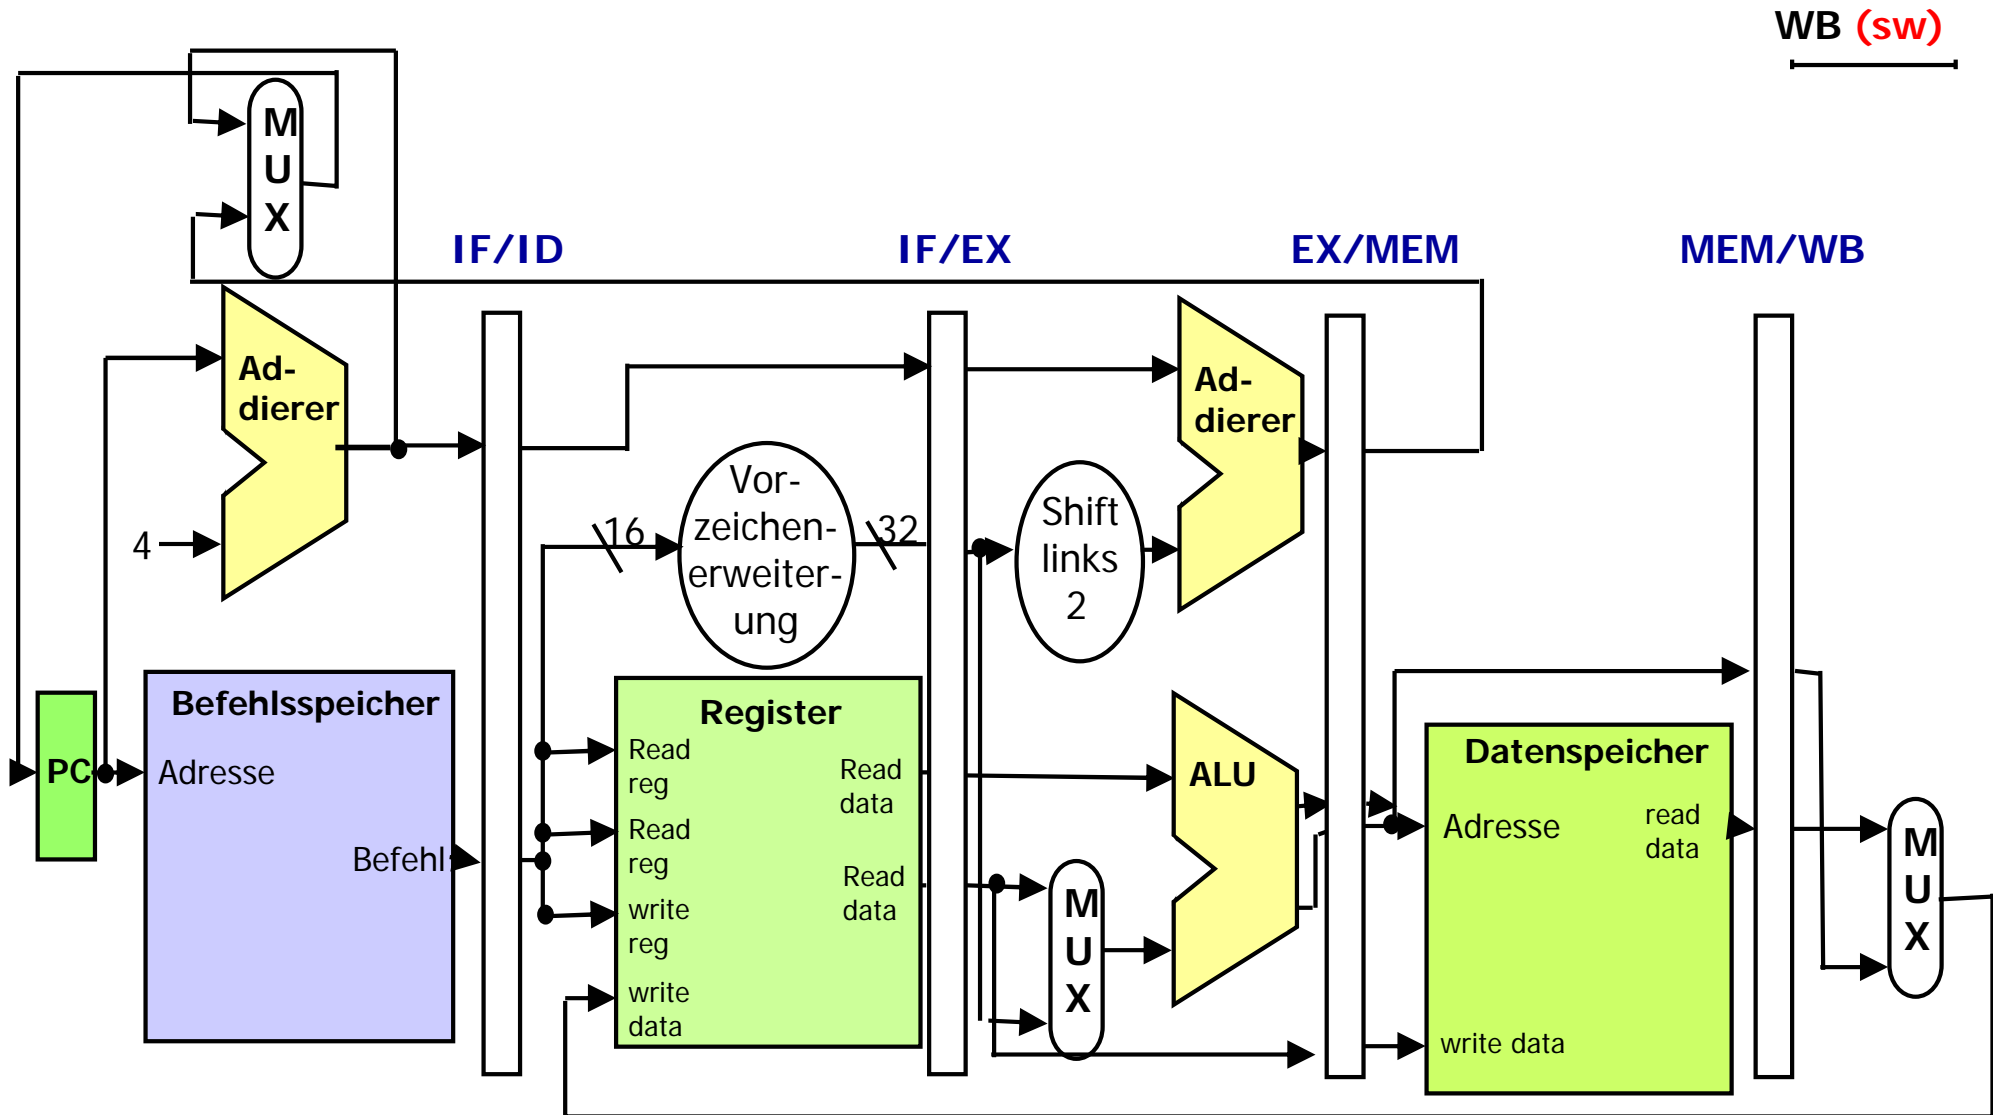 WB (sw)
M
U
X
IF/ID
IF/EX
EX/MEM
MEM/WB
Ad-
dierer
4
16
Vor-
zeichen-
erweiter-
ung
32
Shift
links
2
Ad-
dierer
PC
Befehlsspeicher
Adresse
Befehl
Register
Read
reg
Read
reg
write
reg
write
data
Read
data
Read
data
M
U
X
ALU
Datenspeicher
Adresse
read
data
write data
M
U
X